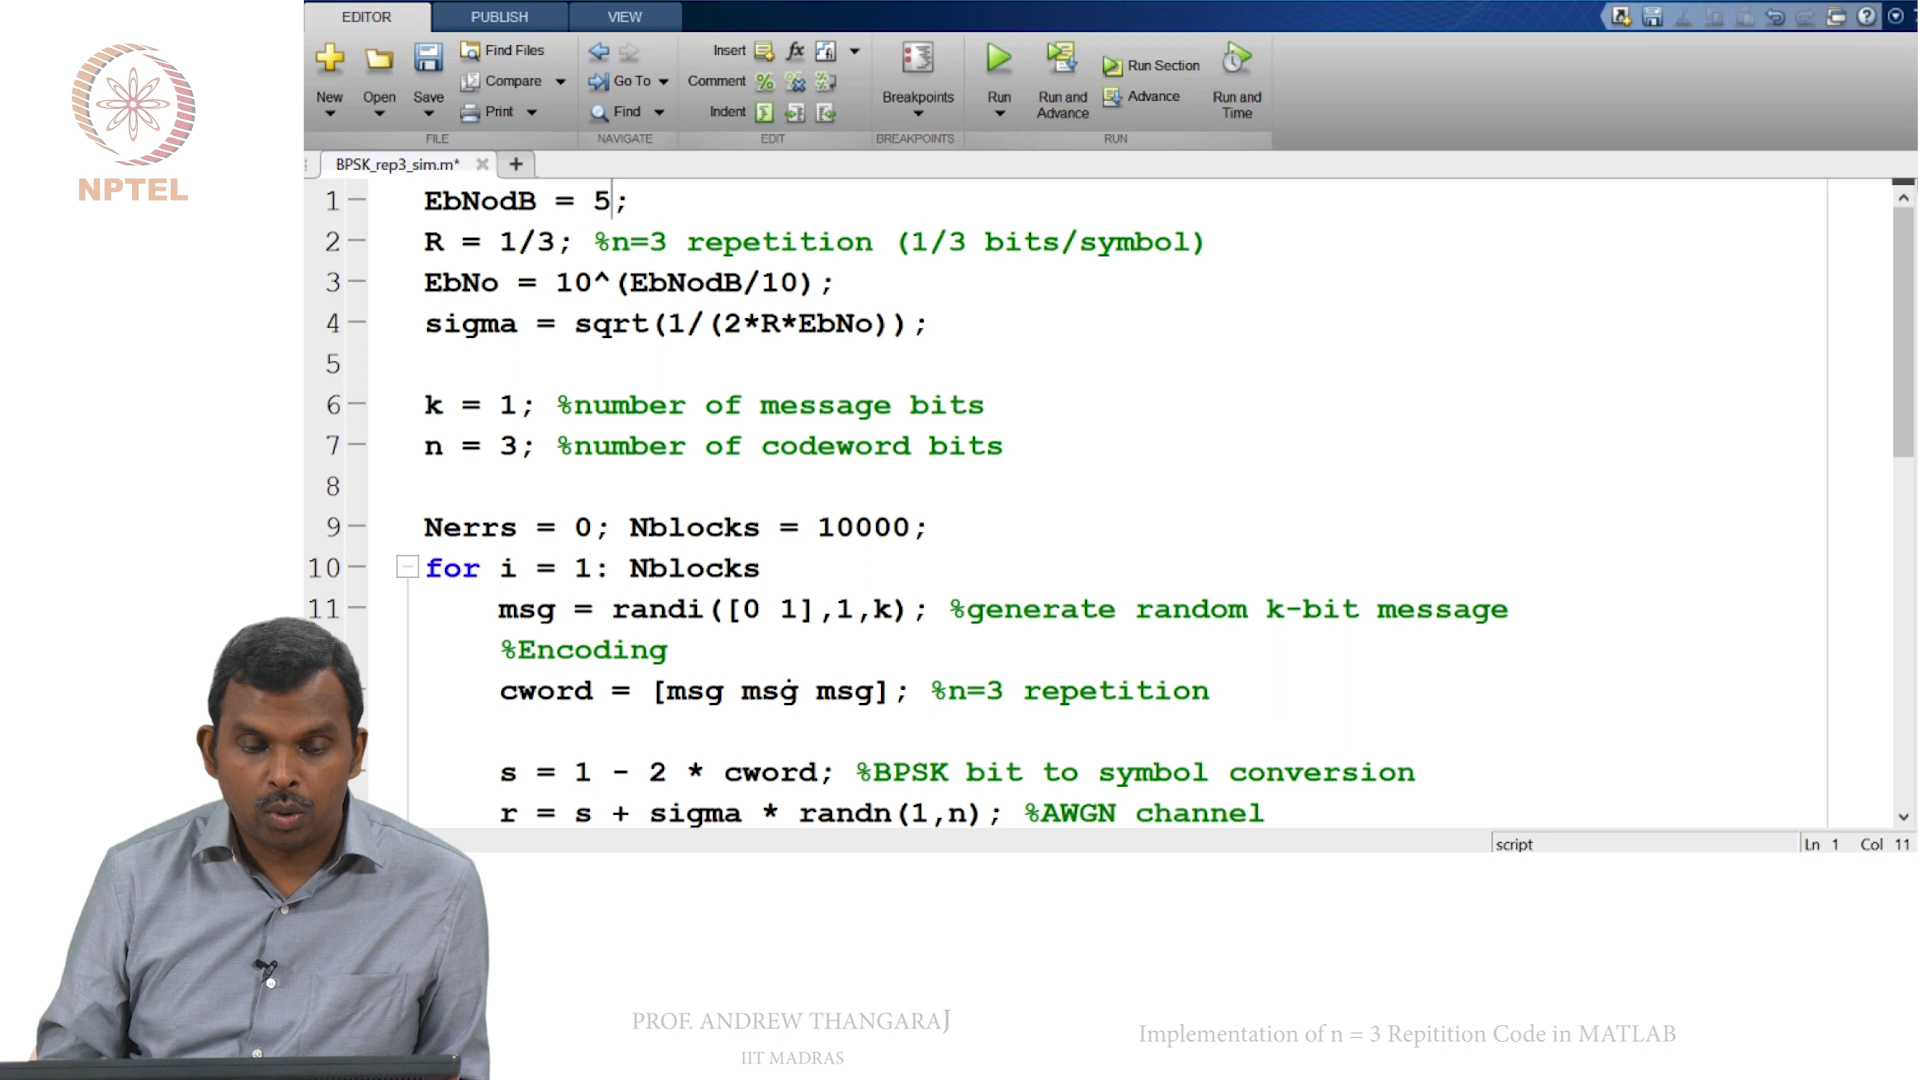 EDITOR PUBLISH VIEW
New Open Save Find Files Compare Print FILE
Go To Find NAVIGATE
Insert fx Comment Indent EDIT
Breakpoints BREAKPOINTS
Run Run and Advance Run Section Advance Run and Time RUN
NPTEL
BPSK_rep3_sim.m*
1 EbNodB = 5;
2 R = 1/3; %n=3 repetition (1/3 bits/symbol)
3 EbNo = 10^(EbNodB/10);
4 sigma = sqrt(1/(2*R*EbNo));
5
6 k = 1; %number of message bits
7 n = 3; %number of codeword bits
8
9 Nerrs = 0; Nblocks = 10000;
10 for i = 1: Nblocks
11 msg = randi([0 1],1,k); %generate random k-bit message
%Encoding
cword = [msg msg msg]; %n=3 repetition
s = 1 - 2 * cword; %BPSK bit to symbol conversion
r = s + sigma * randn(1,n); %AWGN channel
script Ln 1 Col 11
PROF. ANDREW THANGARAJ
IIT MADRAS
Implementation of n = 3 Repitition Code in MATLAB